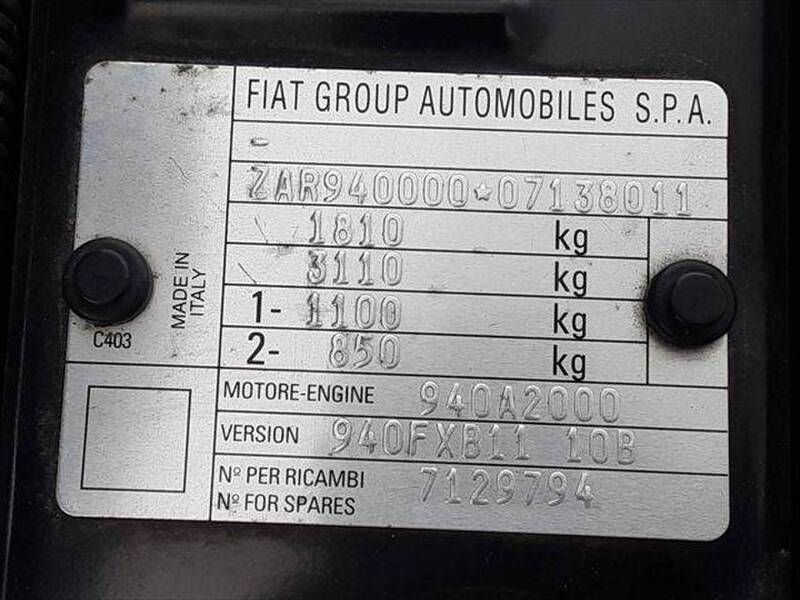 FIAT GROUP AUTOMOBILES S.P.A.
-
ZAR940000*07138011
1810 kg
3110 kg
1- 1100 kg
2- 850 kg
MADE IN
ITALY
C403
MOTORE-ENGINE 940A2000
VERSION 940FXB11 10B
Nº PER RICAMBI 7129794
Nº FOR SPARES